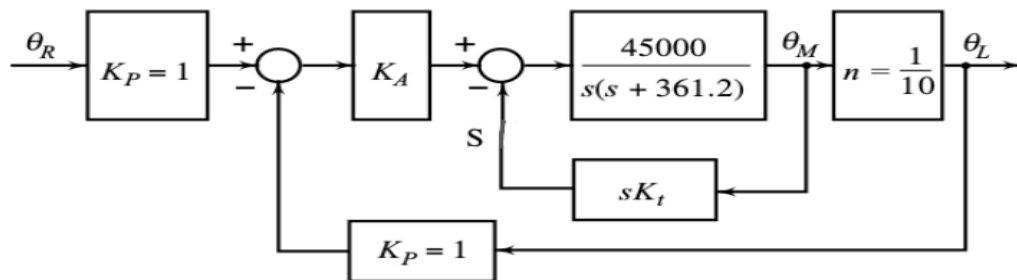 θ_R
K_P = 1
+
−
K_A
+
−
S
45000
s(s + 361.2)
θ_M
n = 1/10
θ_L
sK_t
K_P = 1